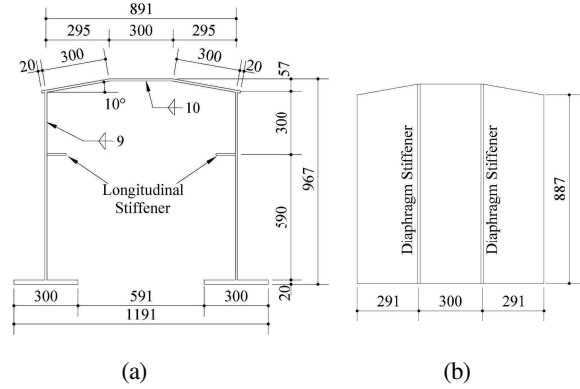 891
295 300 295
20 300 300 20
57
10°
10
9
300
Longitudinal
Stiffener
967
590
20
300 591 300
1191
Diaphragm Stiffener
Diaphragm Stiffener
887
291 300 291
(a) (b)